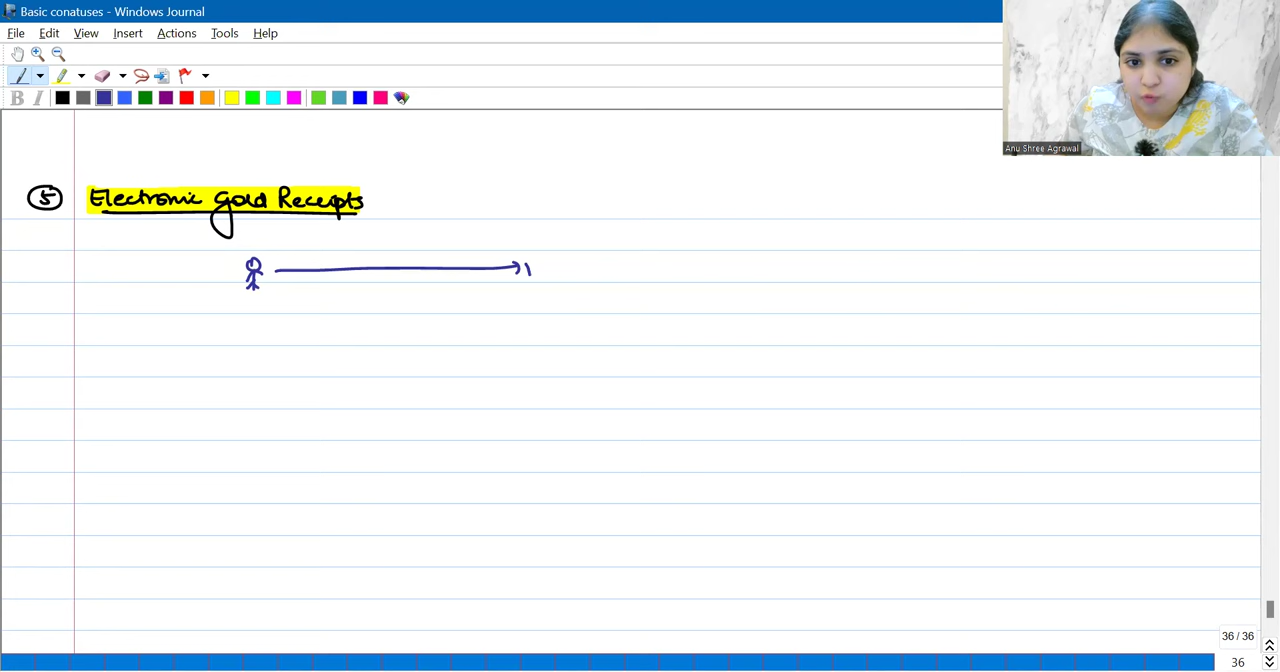 Basic conatuses - Windows Journal
File Edit View Insert Actions Tools Help
B I
Anu Shree Agrawal
5 Electronic Gold Receipts
36 / 36
36